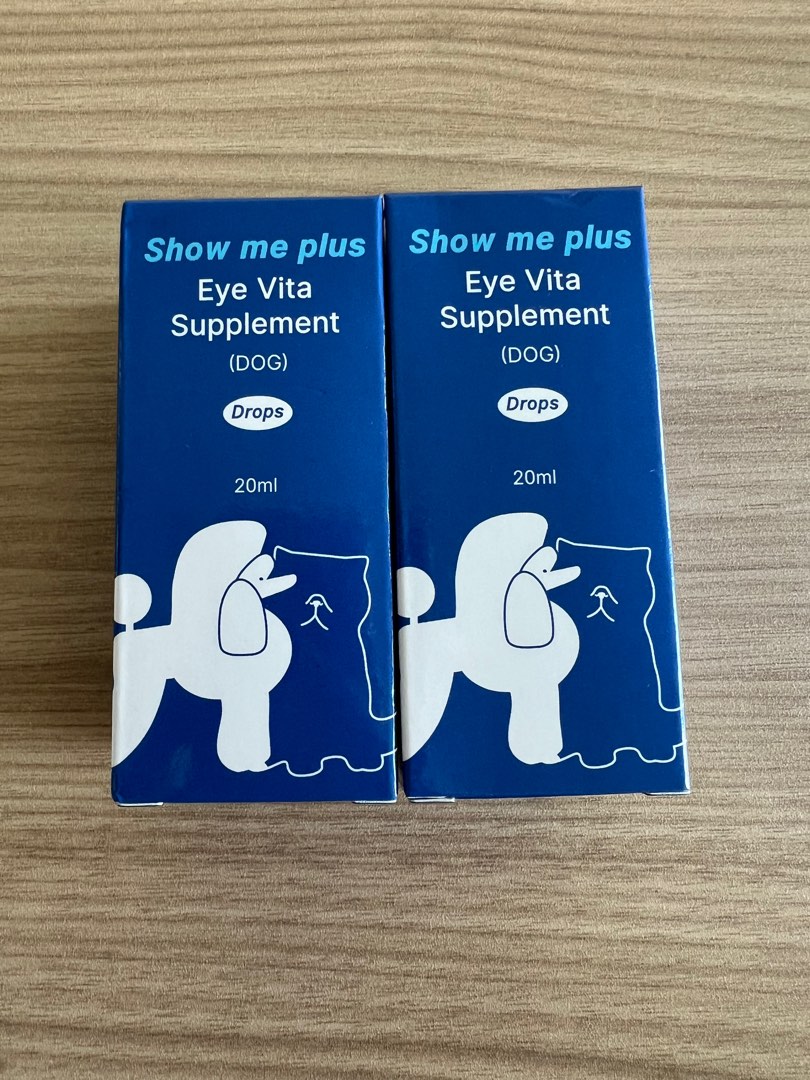 Show me plus
Eye Vita
Supplement
(DOG)
Drops
20ml
Show me plus
Eye Vita
Supplement
(DOG)
Drops
20ml